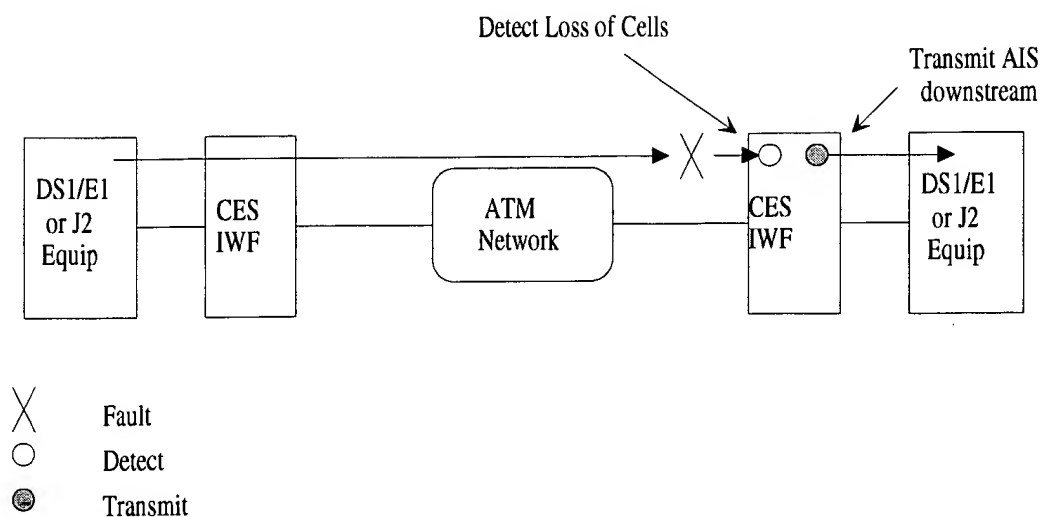 Detect Loss of Cells
Transmit AIS
downstream
DS1/E1
or J2
Equip
CES
IWF
ATM
Network
CES
IWF
DS1/E1
or J2
Equip
Fault
Detect
Transmit